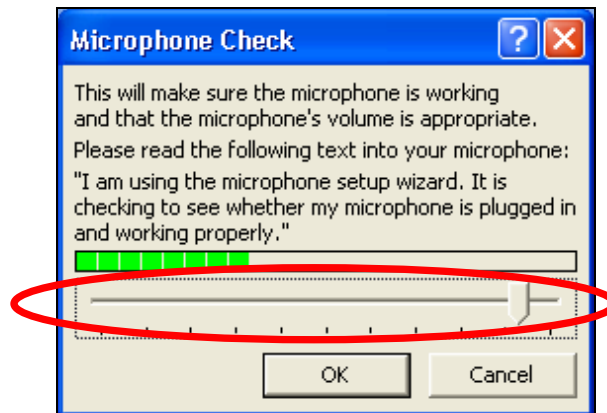 Microphone Check
This will make sure the microphone is working
and that the microphone's volume is appropriate.
Please read the following text into your microphone:
"I am using the microphone setup wizard. It is
checking to see whether my microphone is plugged in
and working properly."
OK Cancel